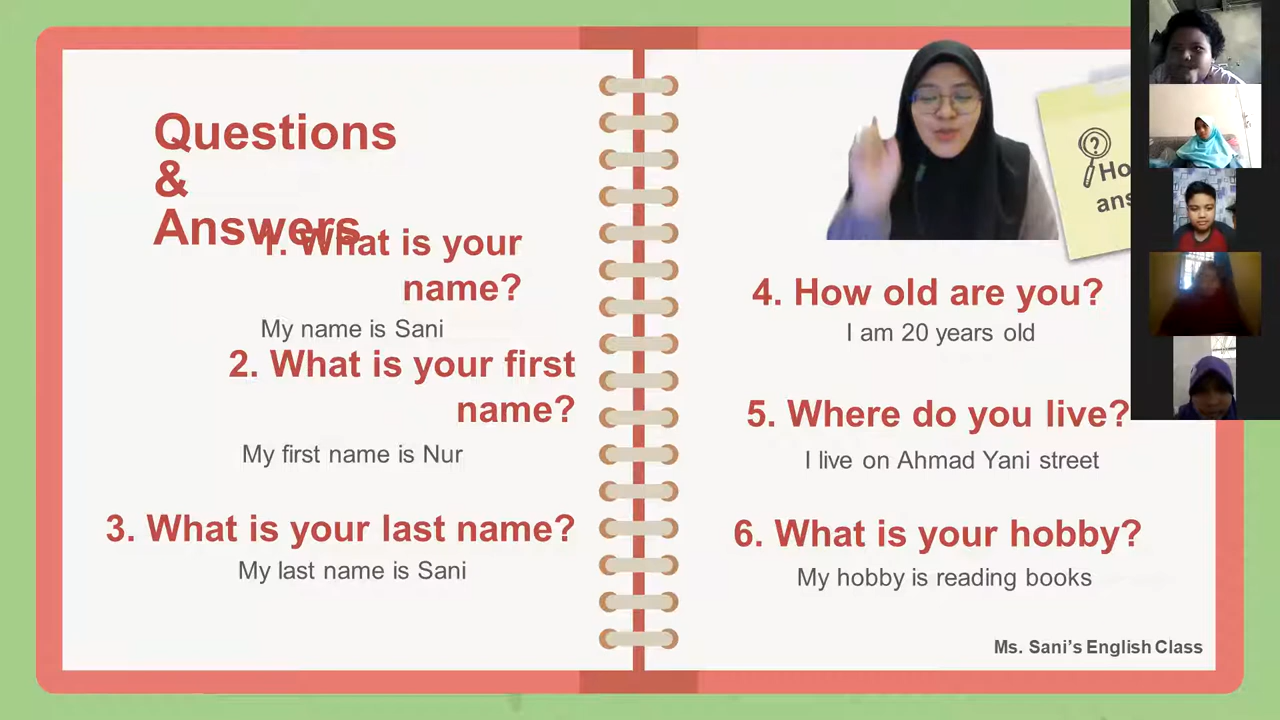 Questions
&
Answers
1. What is your
name?
My name is Sani
2. What is your first
name?
My first name is Nur
3. What is your last name?
My last name is Sani
?
Ho
ans
4. How old are you?
I am 20 years old
5. Where do you live?
I live on Ahmad Yani street
6. What is your hobby?
My hobby is reading books
Ms. Sani's English Class